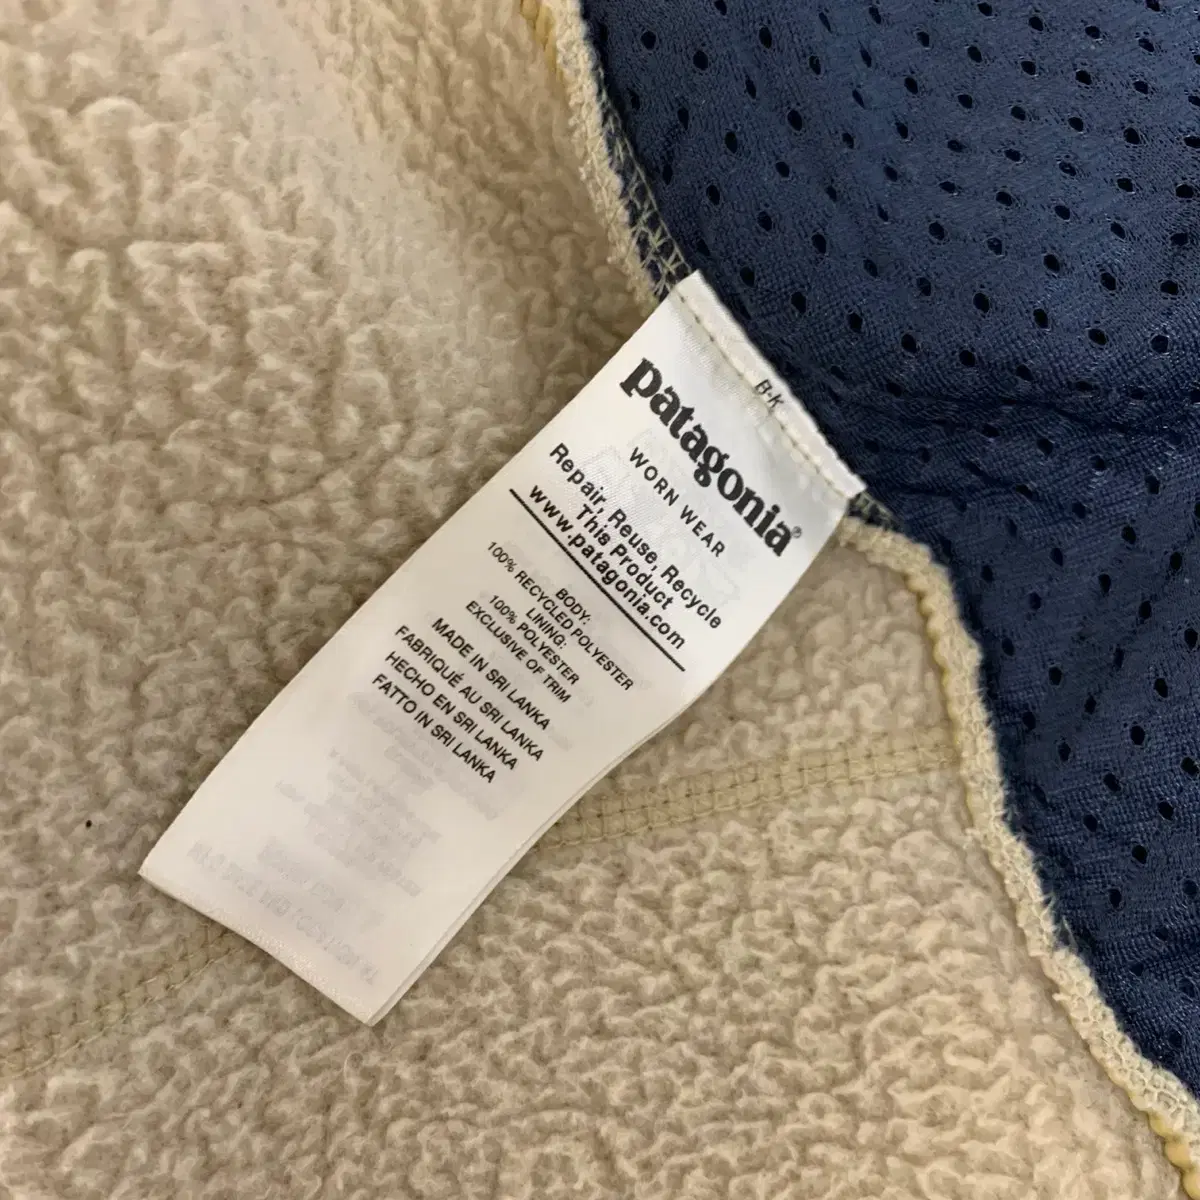 B-K
patagonia®
WORN WEAR
Repair, Reuse, Recycle
This Product
www.patagonia.com
BODY:
100% RECYCLED POLYESTER
LINING:
100% POLYESTER
EXCLUSIVE OF TRIM
MADE IN SRI LANKA
FABRIQUÉ AU SRI LANKA
HECHO EN SRI LANKA
FATTO IN SRI LANKA